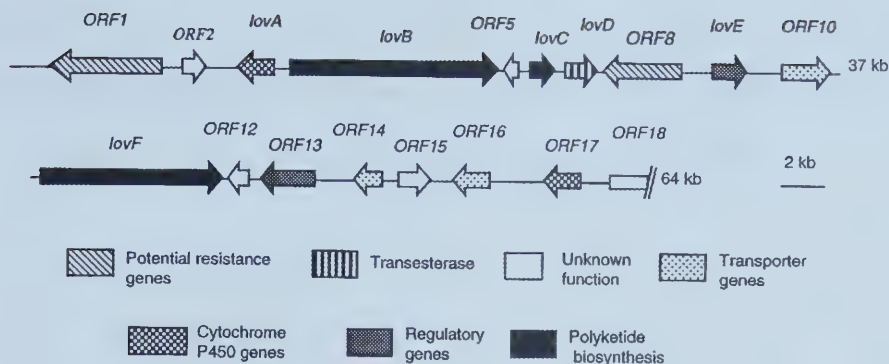 ORF1 ORF2 lovA lovB ORF5 lovC lovD ORF8 lovE ORF10
37 kb
lovF ORF12 ORF13 ORF14 ORF15 ORF16 ORF17 ORF18
64 kb
2 kb
Potential resistance
genes
Transesterase
Unknown
function
Transporter
genes
Cytochrome
P450 genes
Regulatory
genes
Polyketide
biosynthesis